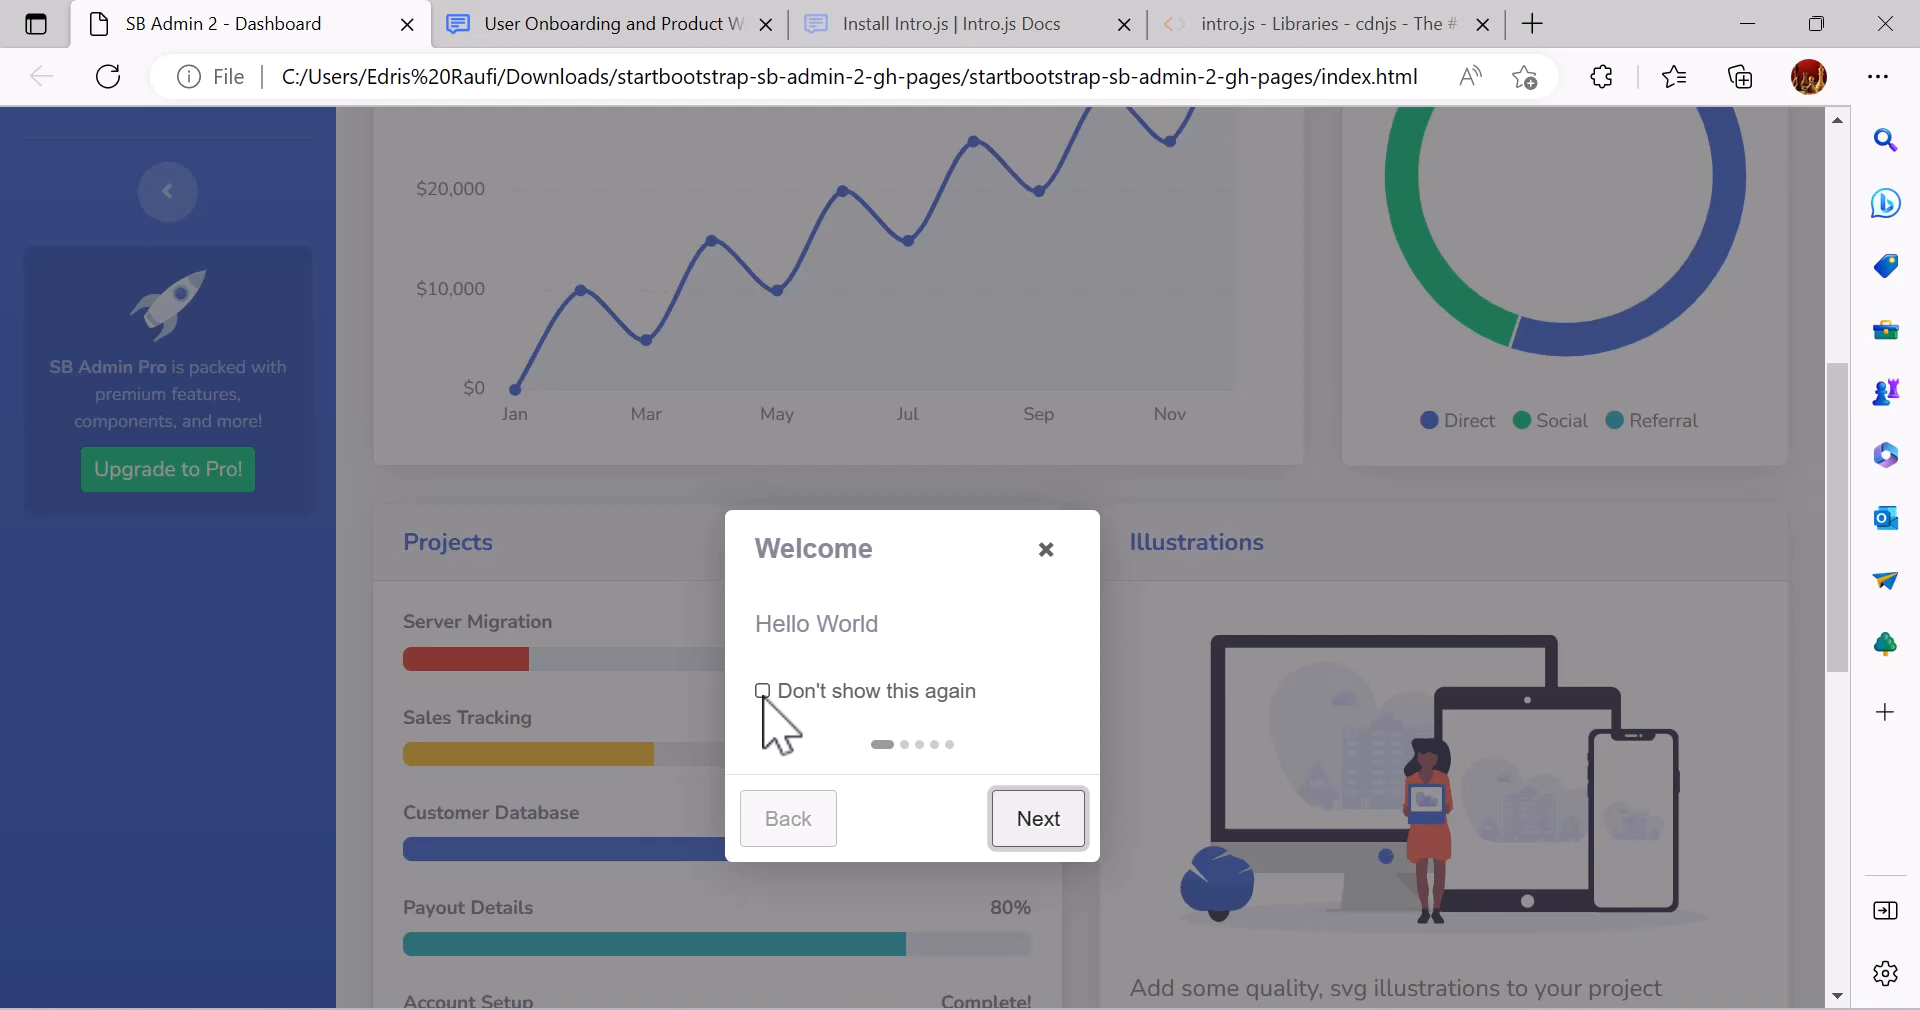 SB Admin 2 - Dashboard
User Onboarding and Product W
Install Intro.js | Intro.js Docs
intro.js - Libraries - cdnjs - The #
File
C:/Users/Edris%20Raufi/Downloads/startbootstrap-sb-admin-2-gh-pages/startbootstrap-sb-admin-2-gh-pages/index.html
$20,000
$10,000
$0
Jan Mar May Jul Sep Nov
Direct Social Referral
SB Admin Pro is packed with
premium features,
components, and more!
Upgrade to Pro!
Projects
Server Migration
Sales Tracking
Customer Database
Payout Details 80%
Account Setup Complete!
Welcome
Hello World
Don't show this again
Back Next
Illustrations
Add some quality, svg illustrations to your project